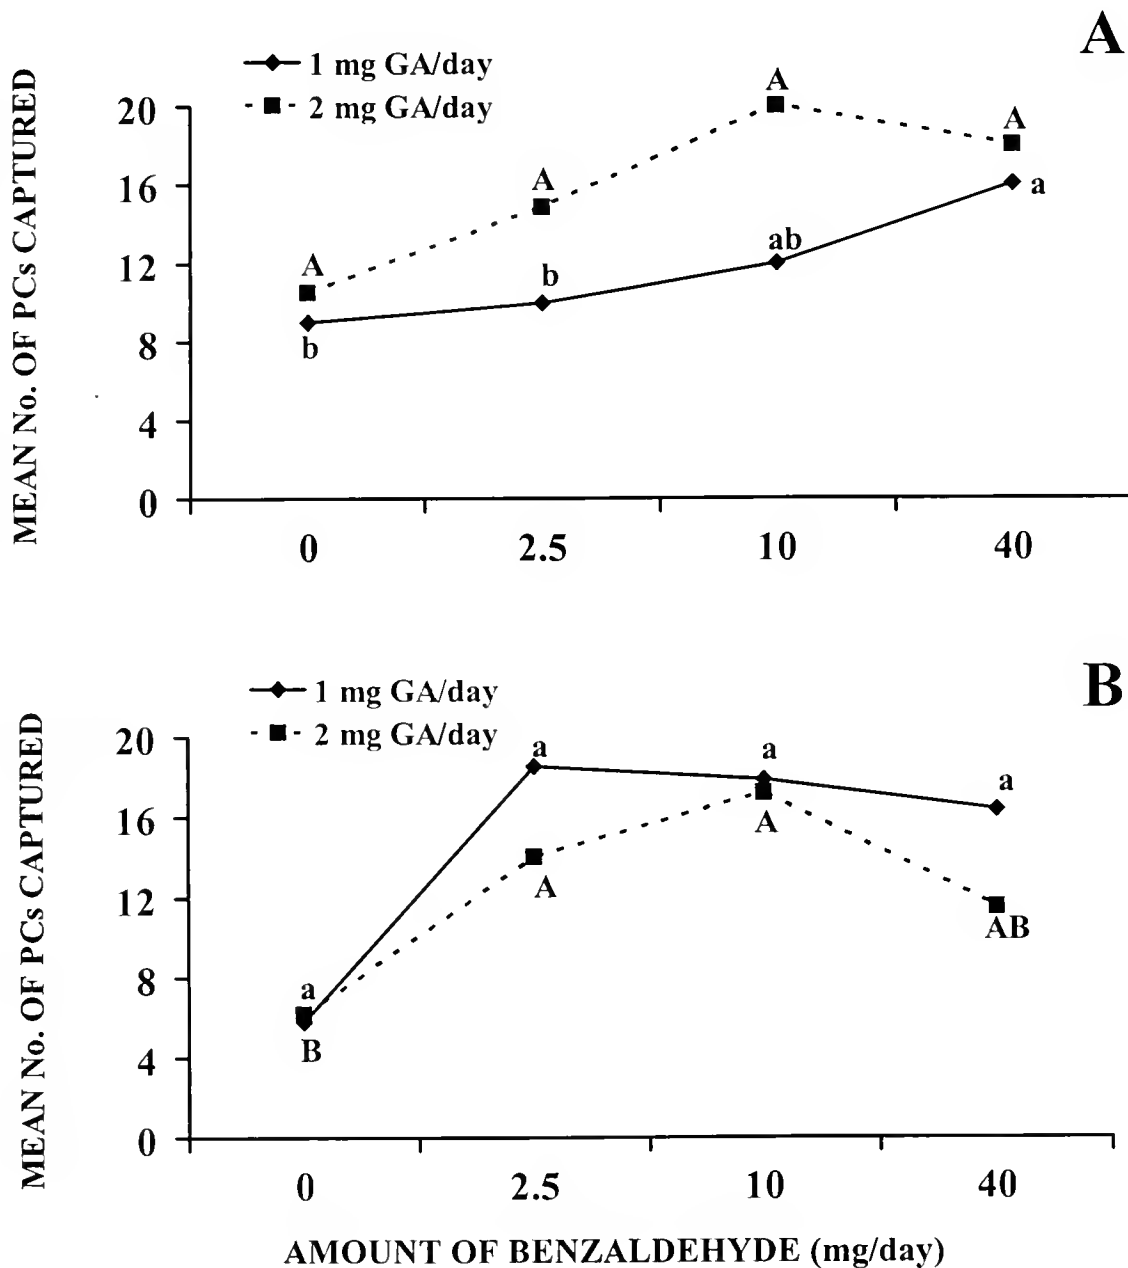 A
1 mg GA/day
2 mg GA/day
MEAN No. OF PCs CAPTURED
20
16
12
8
4
0
A
A
A
A
b
b
ab
a
0 2.5 10 40
B
1 mg GA/day
2 mg GA/day
MEAN No. OF PCs CAPTURED
20
16
12
8
4
0
a
a
a
a
B
A
A
AB
0 2.5 10 40
AMOUNT OF BENZALDEHYDE (mg/day)